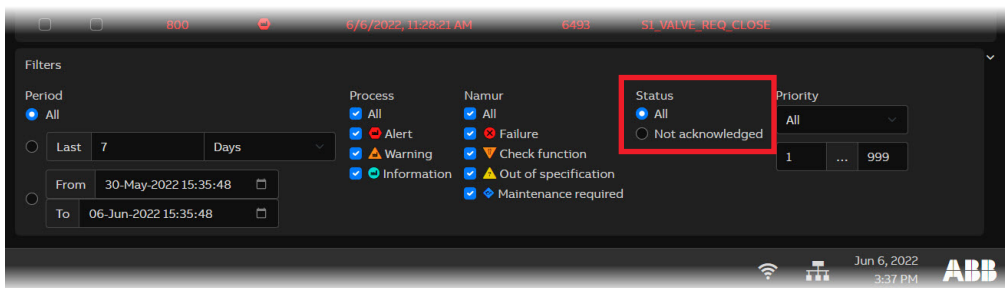 800 6/6/2022, 11:28:21 AM 6493 S1_VALVE_REQ_CLOSE
Filters
Period
All
Last 7 Days
From 30-May-2022 15:35:48
To 06-Jun-2022 15:35:48
Process
All
Alert
Warning
Information
Namur
All
Failure
Check function
Out of specification
Maintenance required
Status
All
Not acknowledged
Priority
All
1 ... 999
Jun 6, 2022
3:37 PM
ABB